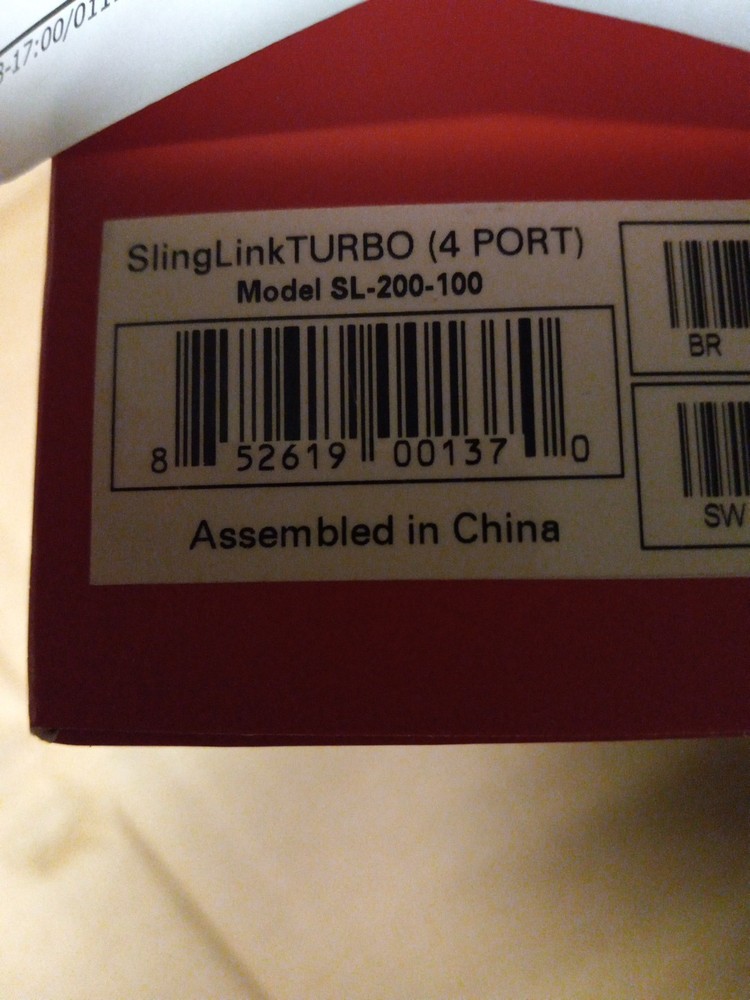 SlingLinkTURBO (4 PORT)
Model SL-200-100
8 52619 00137 0
Assembled in China
BR
SW